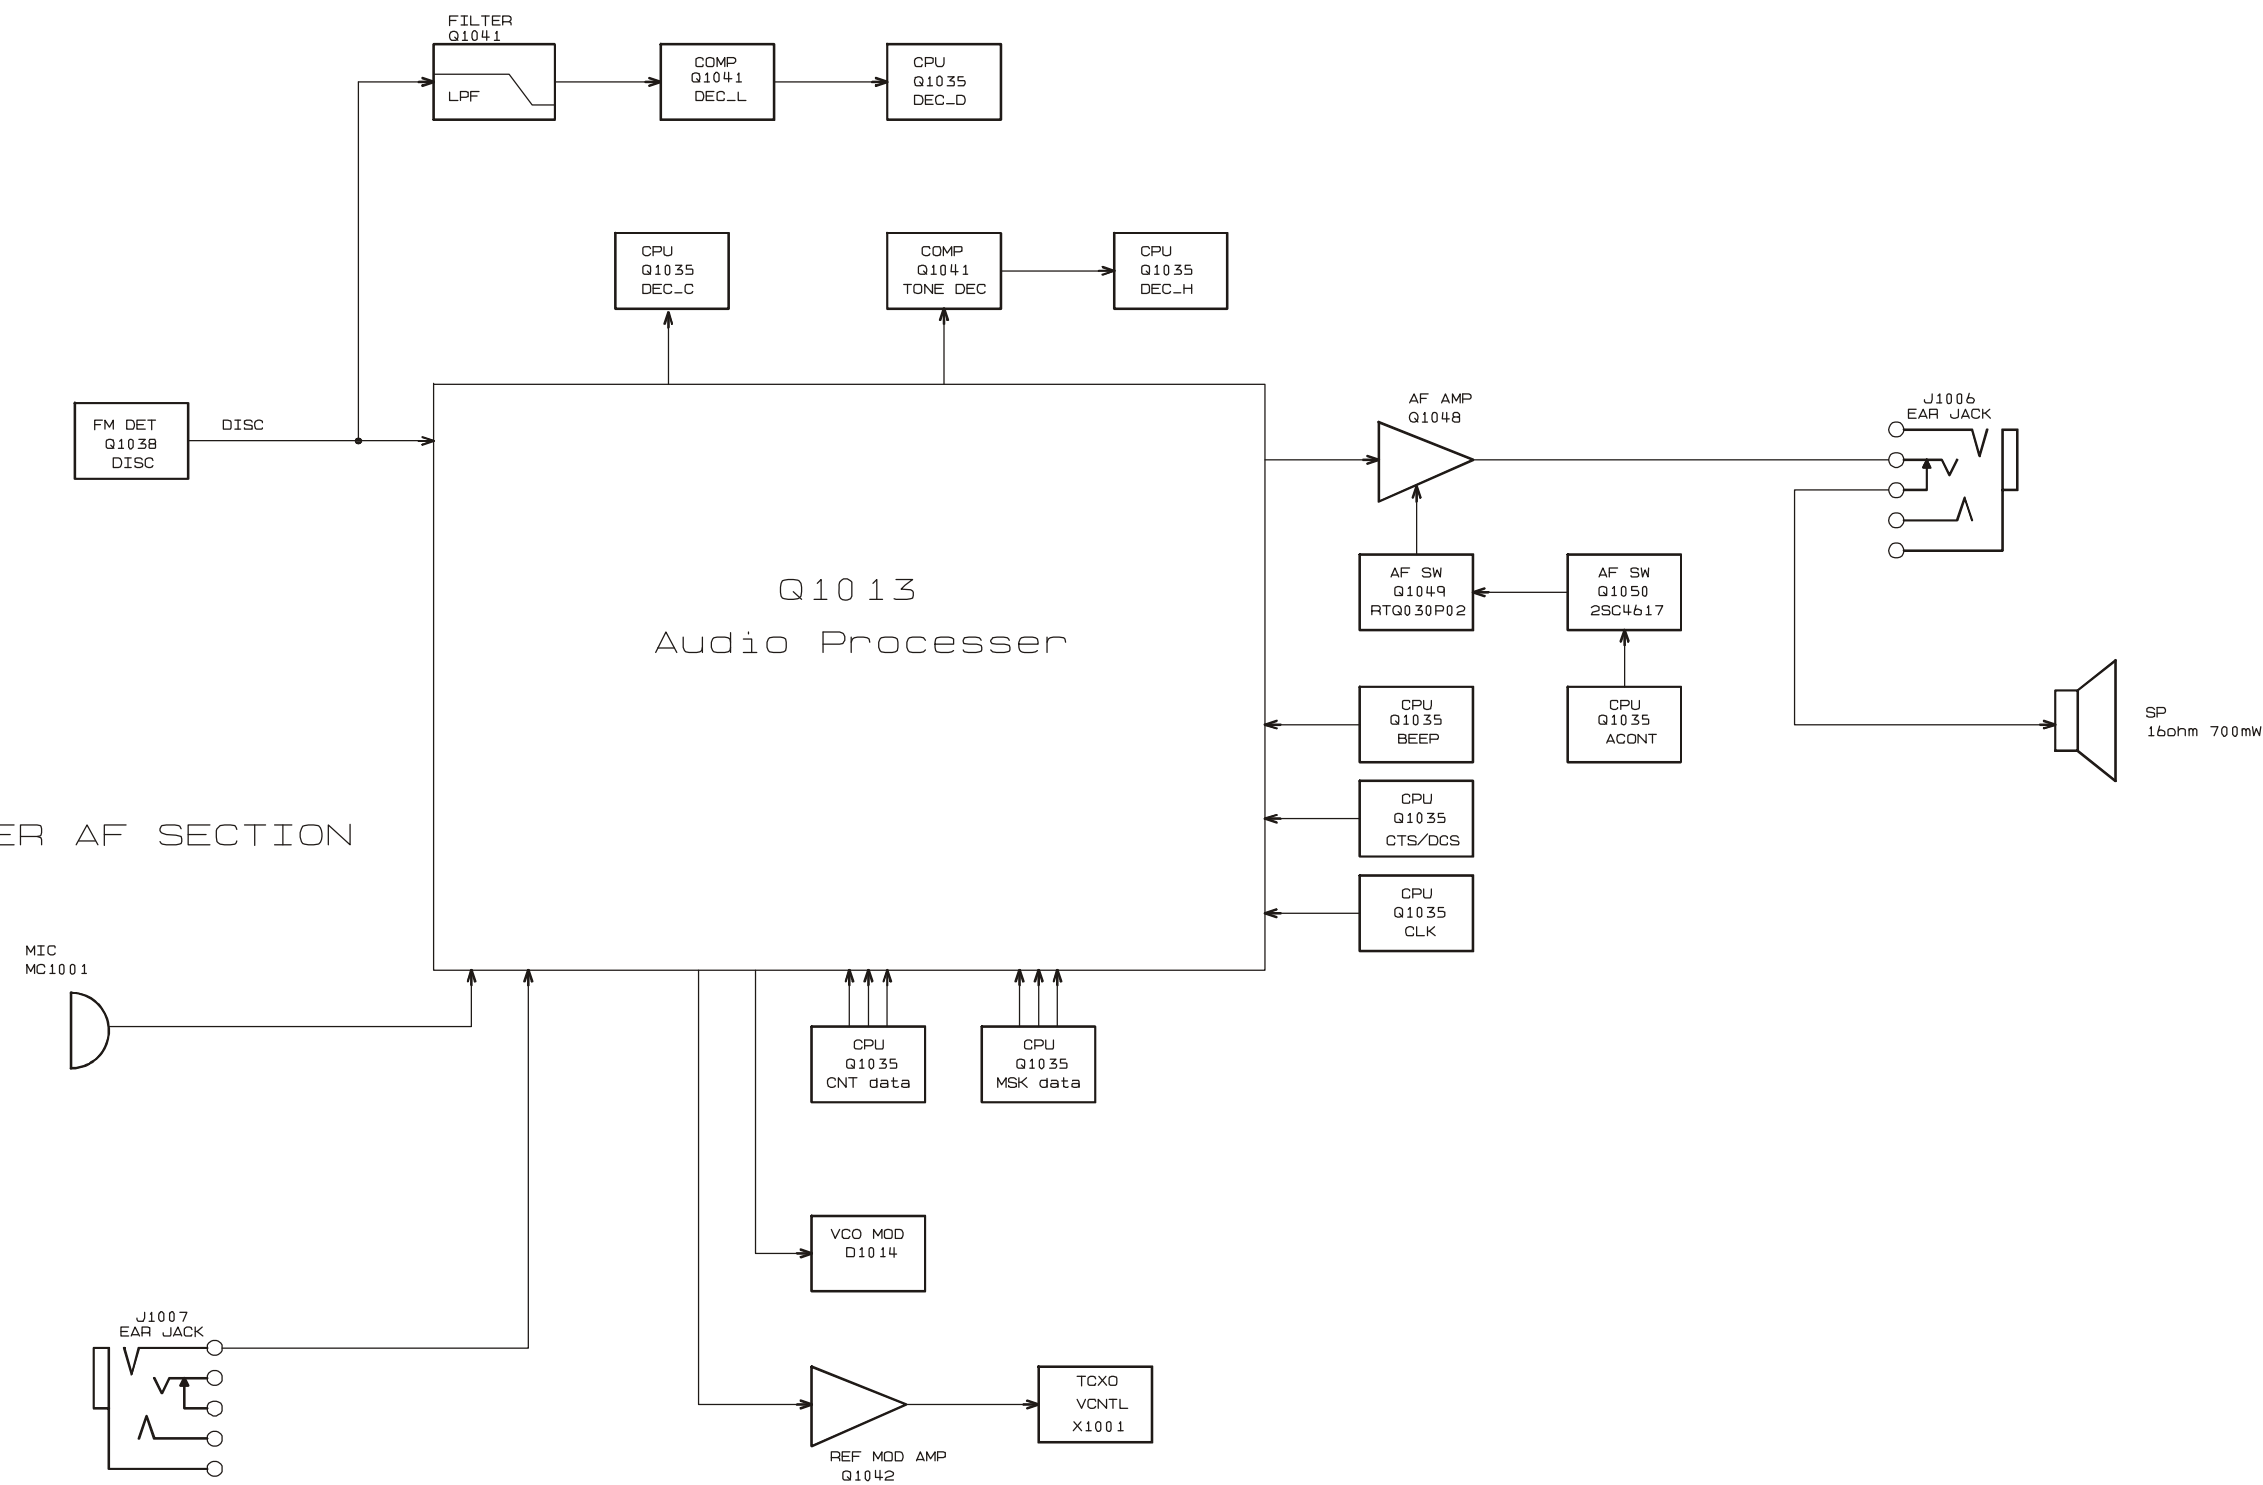 FILTER
Q1041
LPF
COMP
Q1041
DEC_L
CPU
Q1035
DEC_D
CPU
Q1035
DEC_C
COMP
Q1041
TONE DEC
CPU
Q1035
DEC_H
FM DET
Q1038
DISC
DISC
AF AMP
Q1048
J1006
EAR JACK
Q1013
Audio Processer
AF SW
Q1049
RTQ030P02
AF SW
Q1050
2SC4617
CPU
Q1035
BEEP
CPU
Q1035
ACONT
SP
16ohm 700mW
CPU
Q1035
CTS/DCS
ER AF SECTION
CPU
Q1035
CLK
MIC
MC1001
CPU
Q1035
CNT data
CPU
Q1035
MSK data
VCO MOD
D1014
J1007
EAR JACK
TCXO
VCNTL
X1001
REF MOD AMP
Q1042